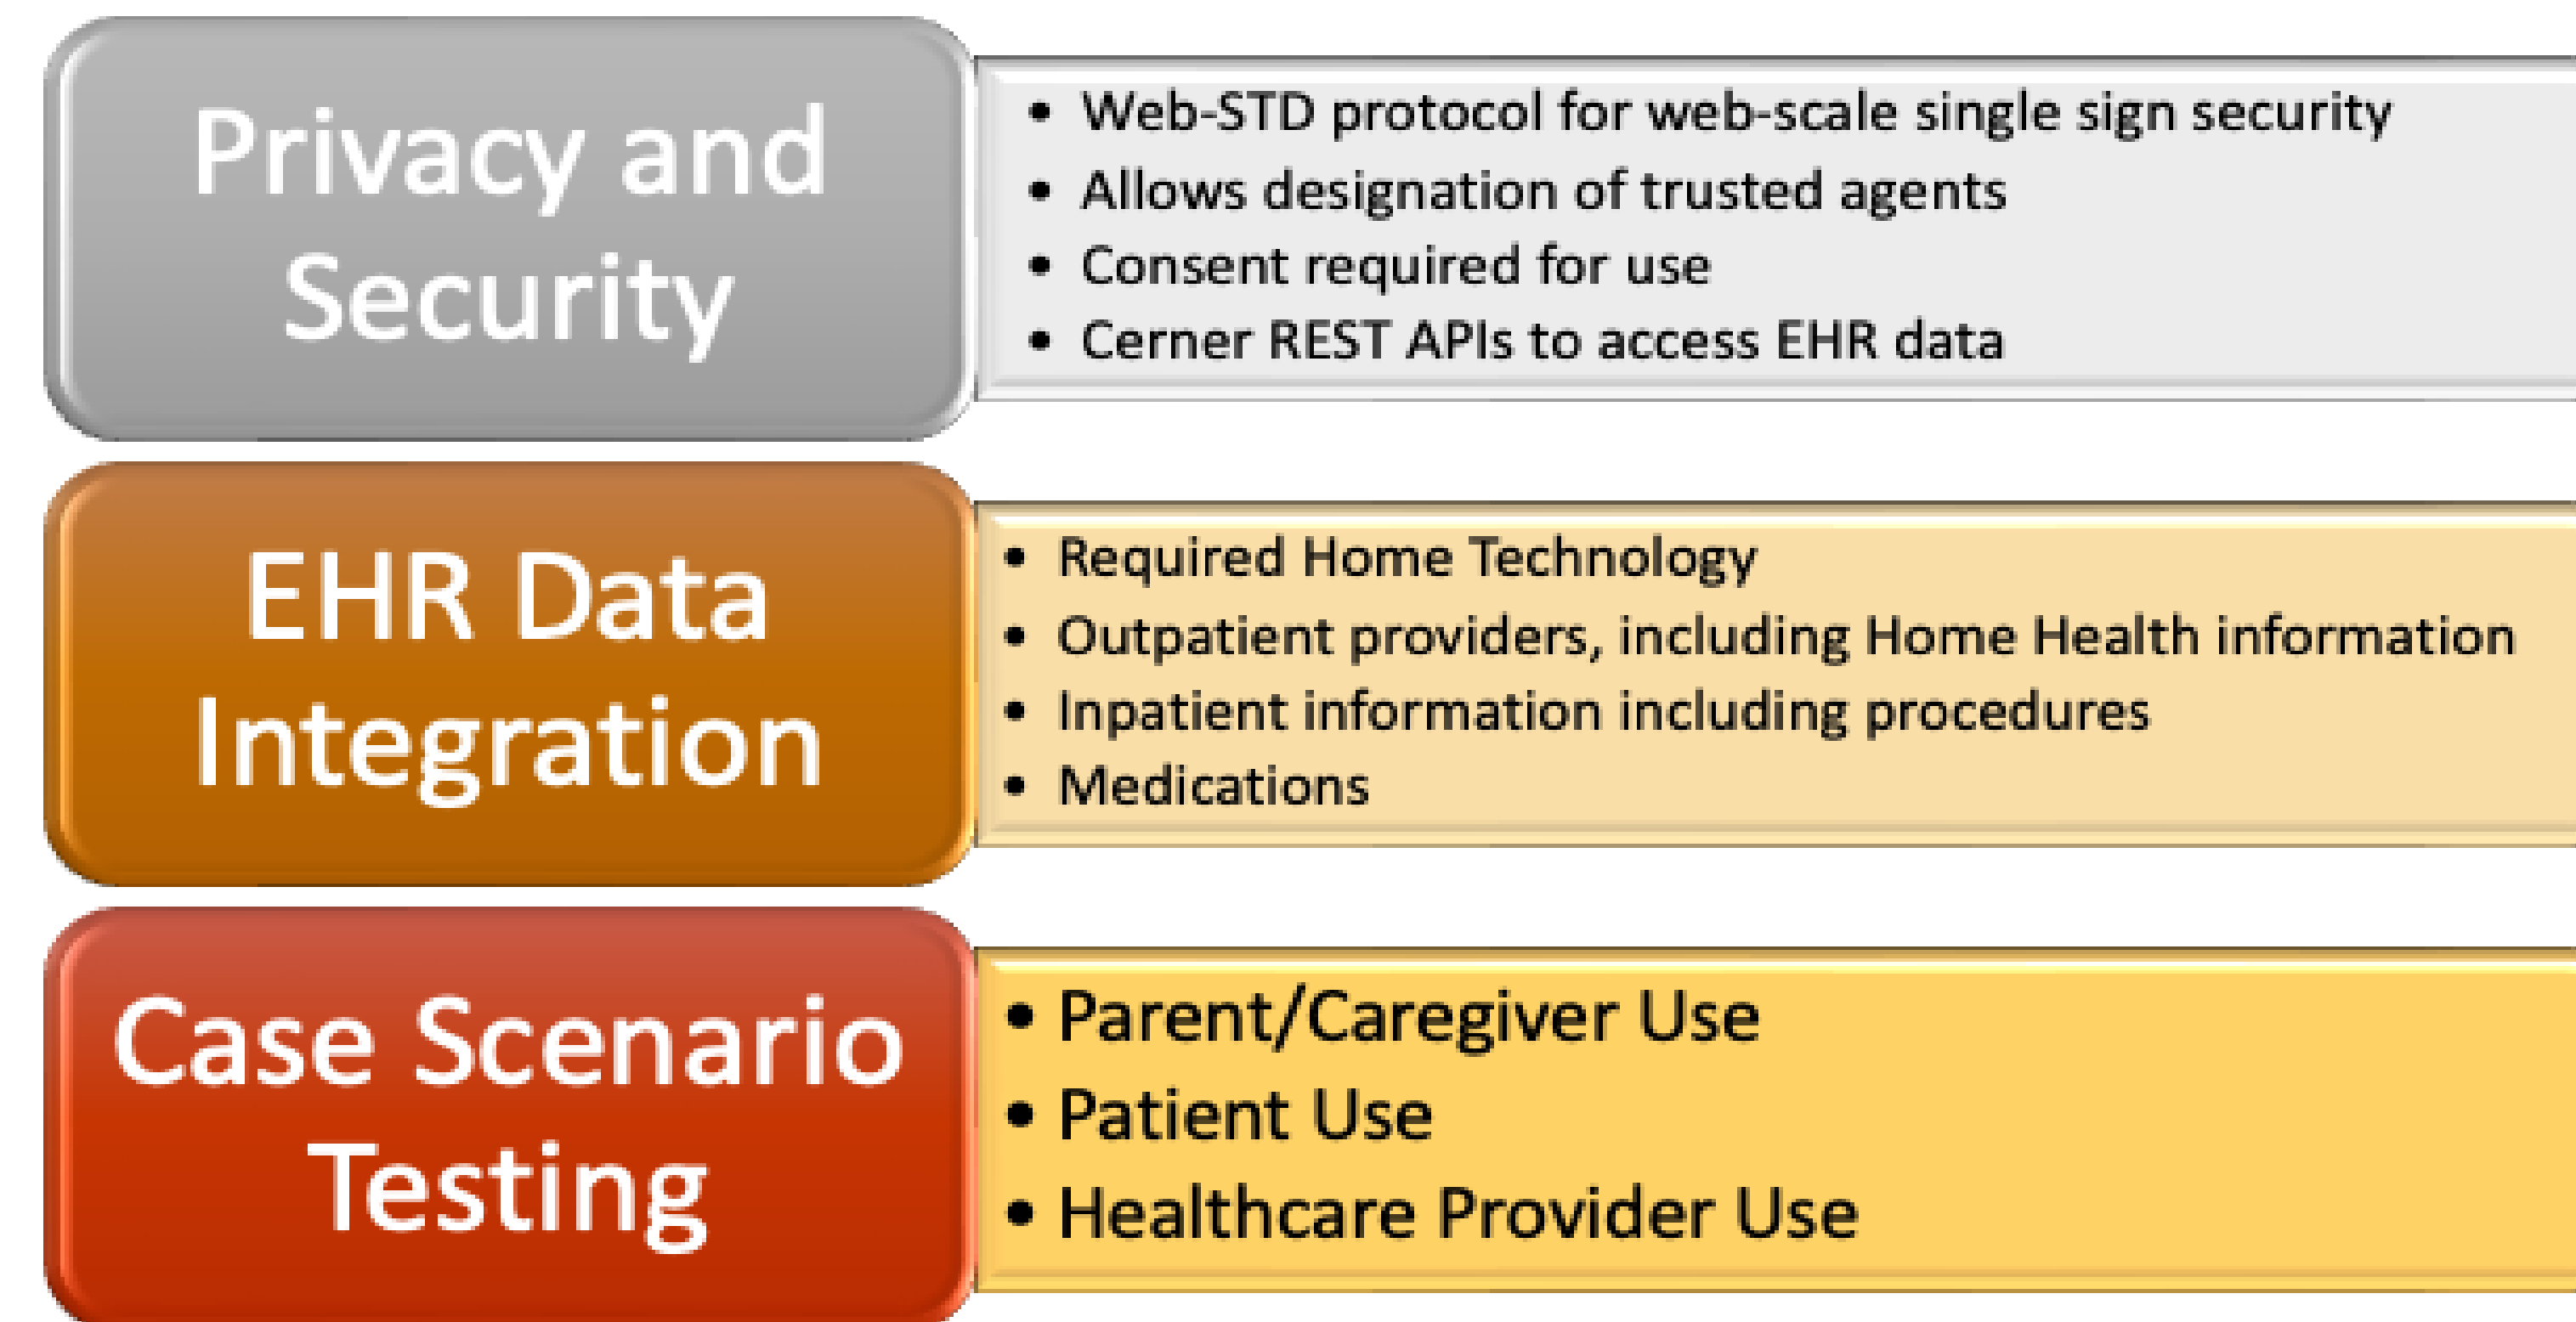 Privacy and
Security
• Web-STD protocol for web-scale single sign security
• Allows designation of trusted agents
• Consent required for use
• Cerner REST APIs to access EHR data
EHR Data
Integration
• Required Home Technology
• Outpatient providers, including Home Health information
• Inpatient information including procedures
• Medications
Case Scenario
Testing
• Parent/Caregiver Use
• Patient Use
• Healthcare Provider Use